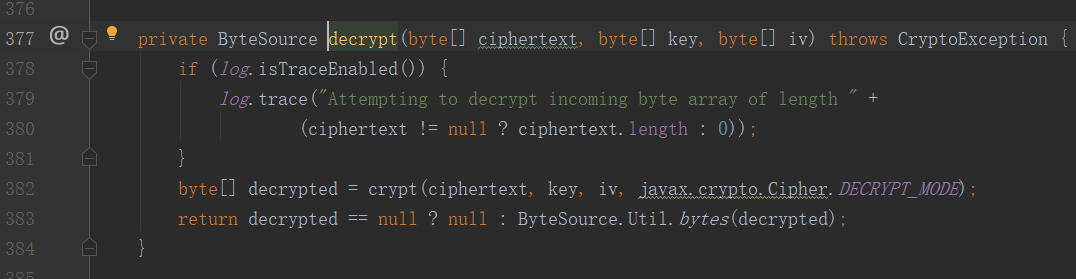 376
377 @ private ByteSource decrypt(byte[] ciphertext, byte[] key, byte[] iv) throws CryptoException {
378 if (log.isTraceEnabled()) {
379 log.trace("Attempting to decrypt incoming byte array of length " +
380 (ciphertext != null ? ciphertext.length : 0));
381 }
382 byte[] decrypted = crypt(ciphertext, key, iv, javax.crypto.Cipher.DECRYPT_MODE);
383 return decrypted == null ? null : ByteSource.Util.bytes(decrypted);
384 }
385